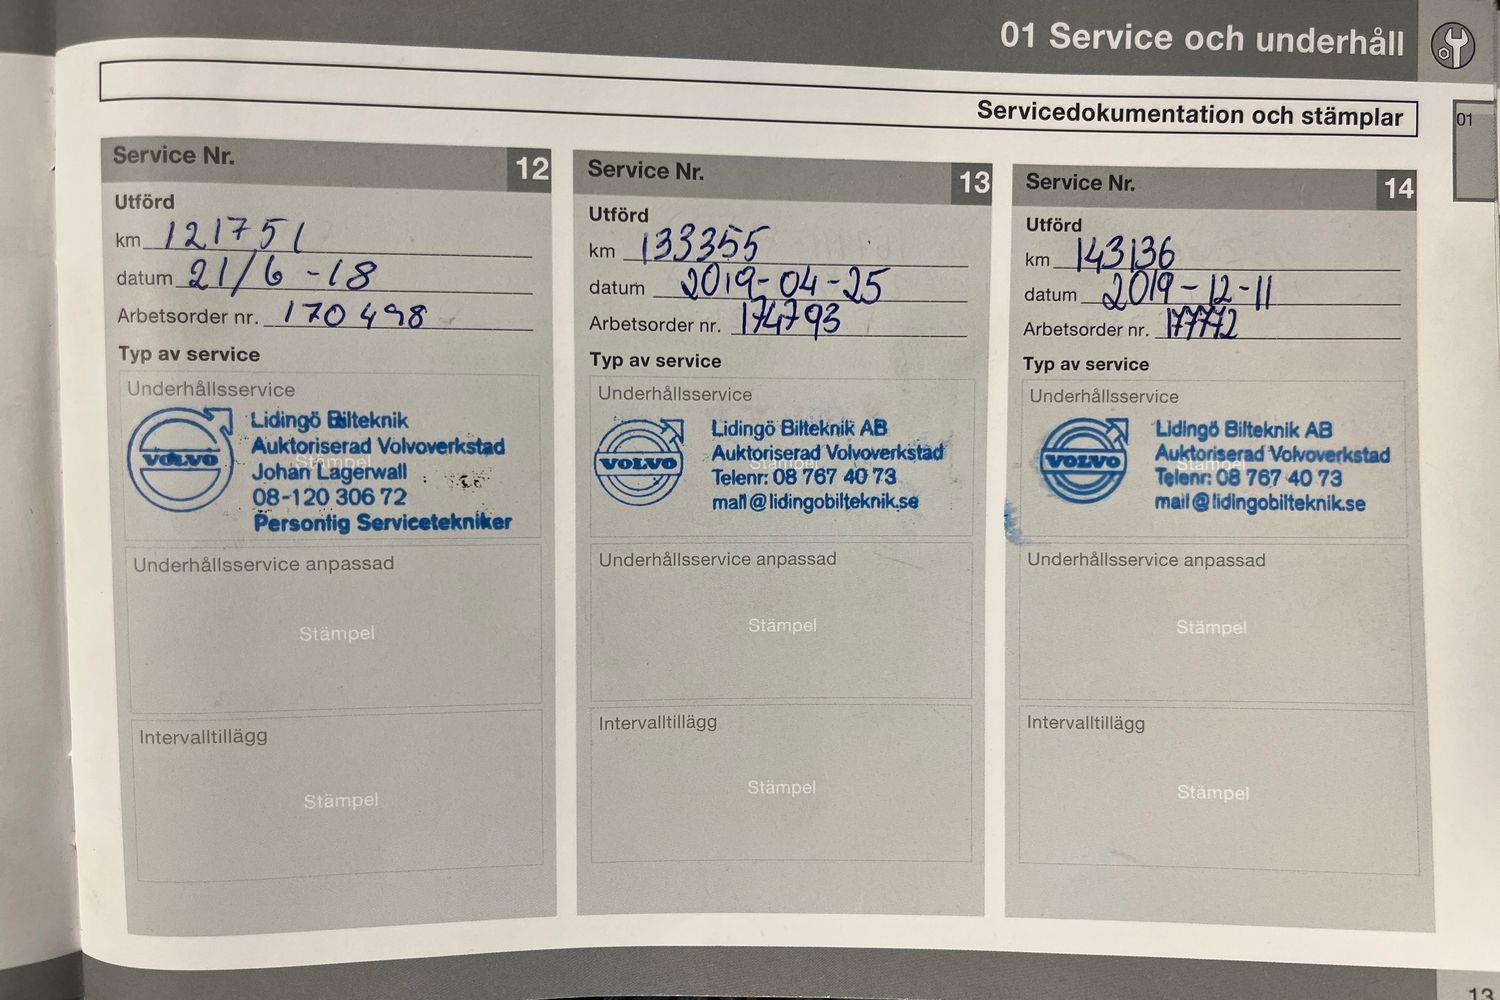 01 Service och underhåll
Servicedokumentation och stämplar
01
Service Nr. 12
Utförd
km 121751
datum 21/6 -18
Arbetsorder nr. 170498
Typ av service
Underhållsservice
VOLVO
Lidingö Bilteknik
Auktoriserad Volvoverkstad
Johan Lagerwall
08-120 306 72
Personlig Servicetekniker
Stämpel
Underhållsservice anpassad
Stämpel
Intervalltillägg
Stämpel
Service Nr. 13
Utförd
km 133355
datum 2019-04-25
Arbetsorder nr. 174793
Typ av service
Underhållsservice
VOLVO
Lidingö Bilteknik AB
Auktoriserad Volvoverkstad
Telenr: 08 767 40 73
mail@lidingobilteknik.se
Stämpel
Underhållsservice anpassad
Stämpel
Intervalltillägg
Stämpel
Service Nr. 14
Utförd
km 143136
datum 2019-12-11
Arbetsorder nr. 177772
Typ av service
Underhållsservice
VOLVO
Lidingö Bilteknik AB
Auktoriserad Volvoverkstad
Telenr: 08 767 40 73
mail@lidingobilteknik.se
Stämpel
Underhållsservice anpassad
Stämpel
Intervalltillägg
Stämpel
13